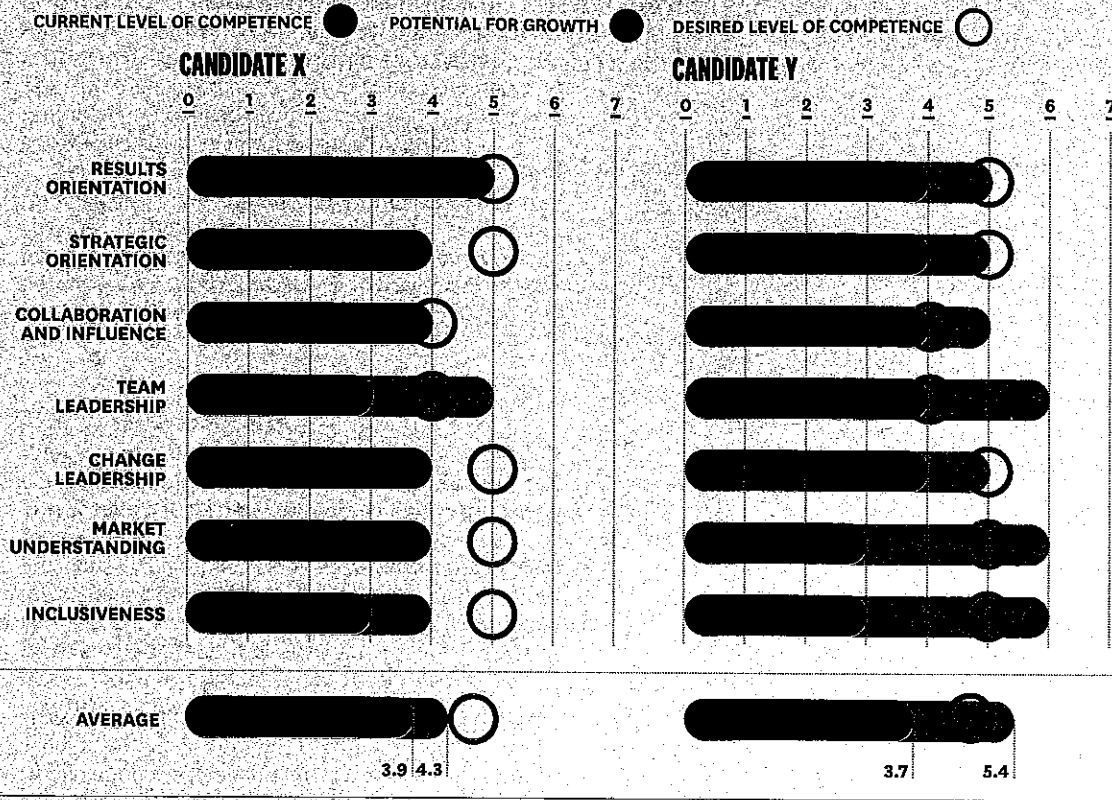 CURRENT LEVEL OF COMPETENCE POTENTIAL FOR GROWTH DESIRED LEVEL OF COMPETENCE
CANDIDATE X CANDIDATE Y
0 1 2 3 4 5 6 7 0 1 2 3 4 5 6 7
RESULTS
ORIENTATION
STRATEGIC
ORIENTATION
COLLABORATION
AND INFLUENCE
TEAM
LEADERSHIP
CHANGE
LEADERSHIP
MARKET
UNDERSTANDING
INCLUSIVENESS
AVERAGE
3.9 4.3 3.7 5.4